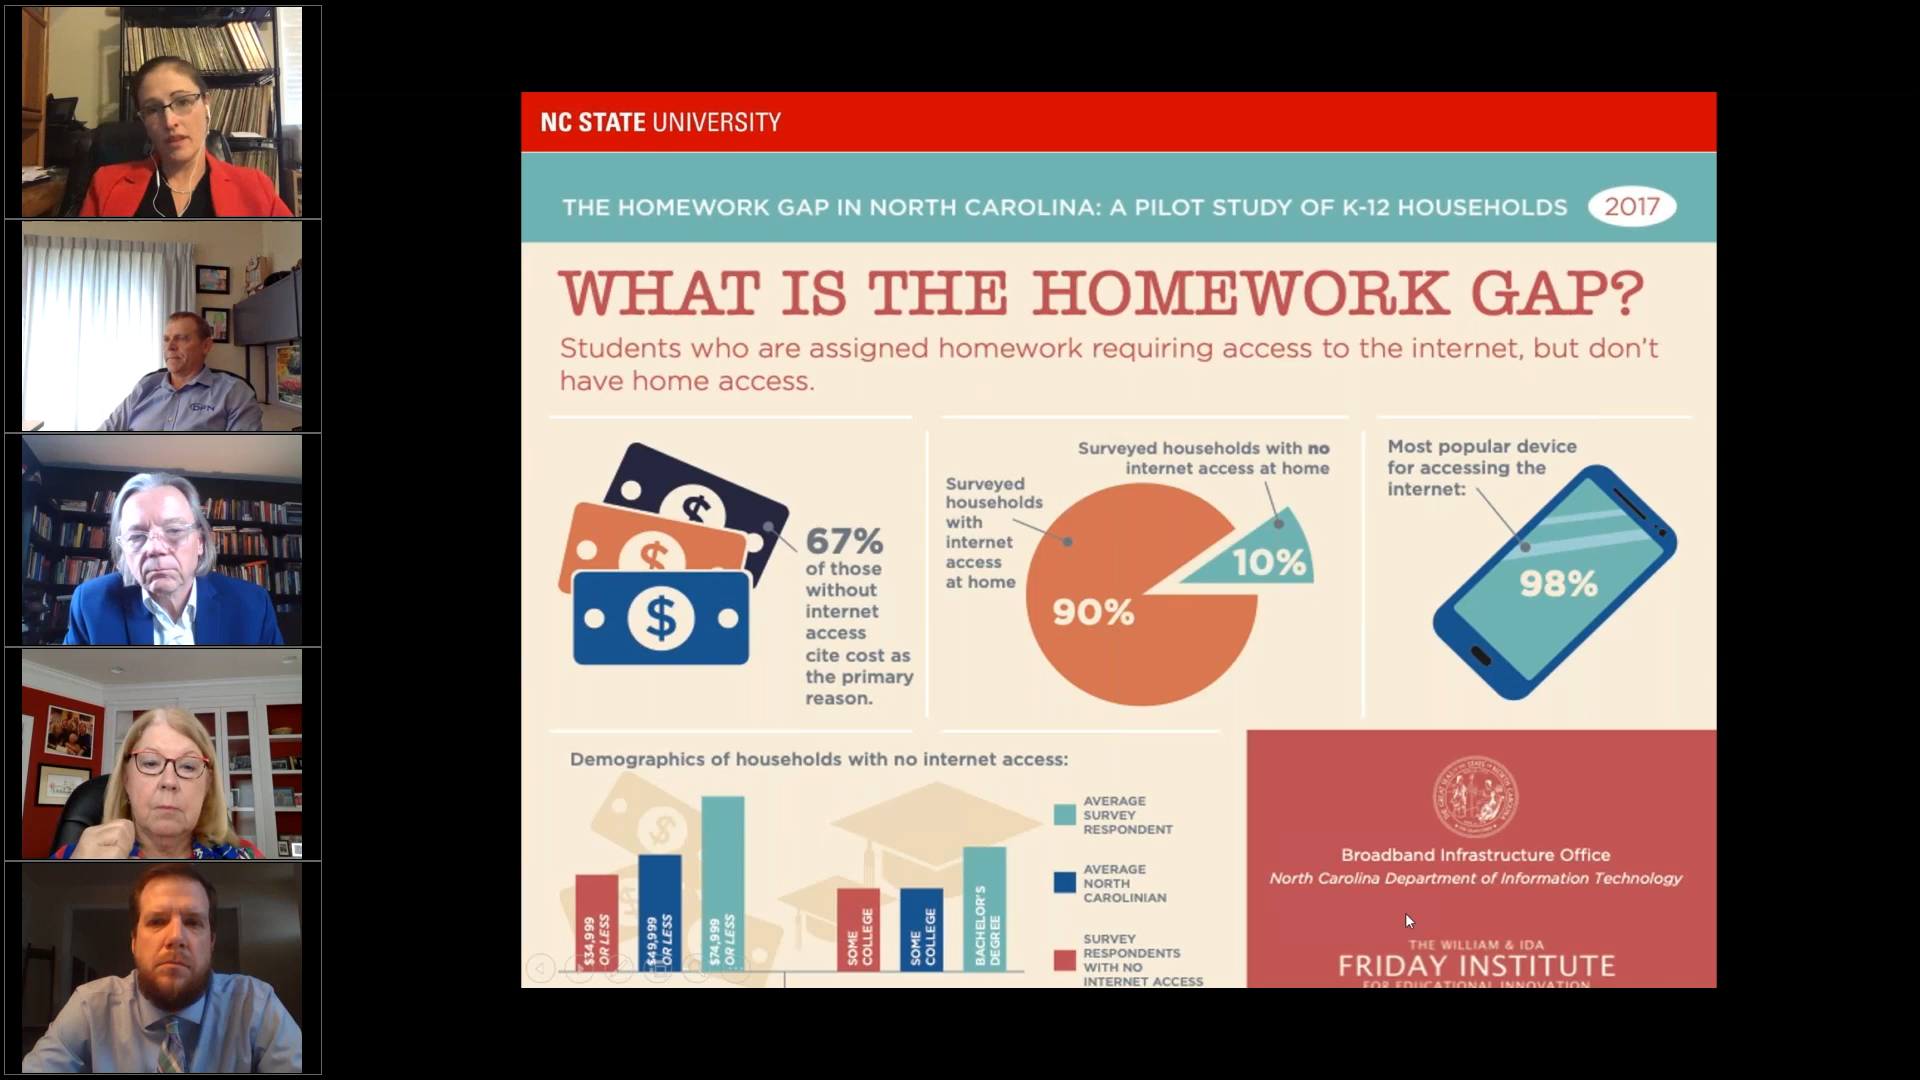 NC STATE UNIVERSITY
THE HOMEWORK GAP IN NORTH CAROLINA: A PILOT STUDY OF K-12 HOUSEHOLDS 2017
WHAT IS THE HOMEWORK GAP?
Students who are assigned homework requiring access to the internet, but don't
have home access.
67%
of those
without
internet
access
cite cost as
the primary
reason.
$
$
$
Surveyed
households
with
internet
access
at home
90%
Surveyed households with no
internet access at home
10%
Most popular device
for accessing the
internet:
98%
Demographics of households with no internet access:
$34,999
OR LESS
$49,999
OR LESS
$74,999
OR LESS
SOME
COLLEGE
SOME
COLLEGE
BACHELOR'S
DEGREE
AVERAGE
SURVEY
RESPONDENT
AVERAGE
NORTH
CAROLINIAN
SURVEY
RESPONDENTS
WITH NO
INTERNET ACCESS
Broadband Infrastructure Office
North Carolina Department of Information Technology
THE WILLIAM & IDA
FRIDAY INSTITUTE
FOR EDUCATIONAL INNOVATION